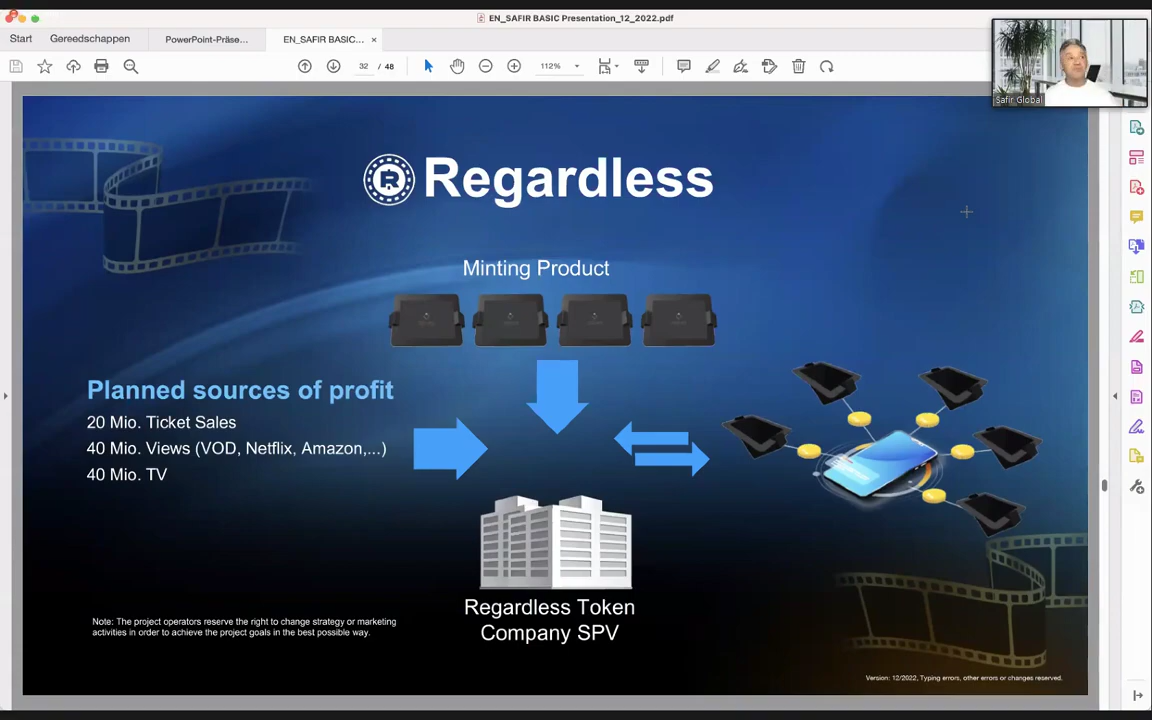 EN_SAFIR BASIC Presentation_12_2022.pdf
Start
Gereedschappen
PowerPoint-Präse...
EN_SAFIR BASIC...
32 / 48
112%
Safir Global
Regardless
Minting Product
Planned sources of profit
20 Mio. Ticket Sales
40 Mio. Views (VOD, Netflix, Amazon,...)
40 Mio. TV
Regardless Token
Company SPV
Note: The project operators reserve the right to change strategy or marketing
activities in order to achieve the project goals in the best possible way.
Version: 12/2022, Typing errors, other errors or changes reserved.